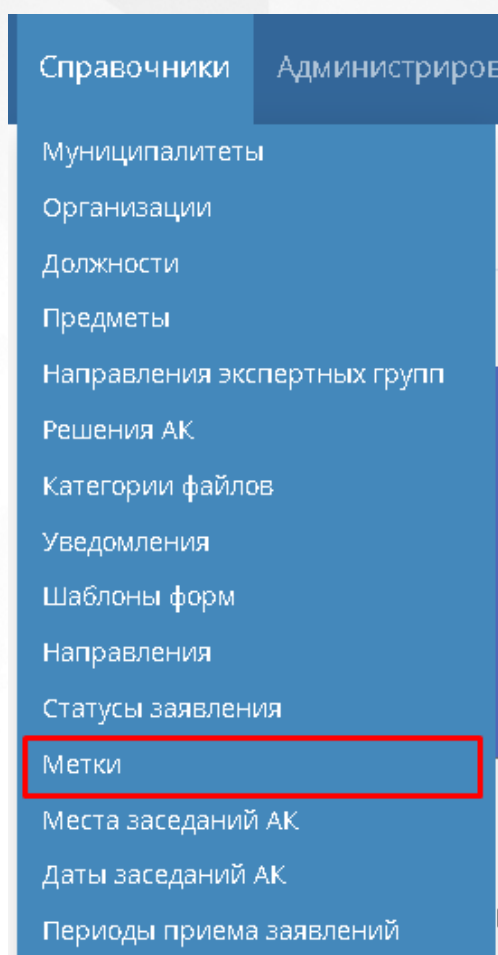 Справочники Администриров
Муниципалитеты
Организации
Должности
Предметы
Направления экспертных групп
Решения АК
Категории файлов
Уведомления
Шаблоны форм
Направления
Статусы заявления
Метки
Места заседаний АК
Даты заседаний АК
Периоды приема заявлений